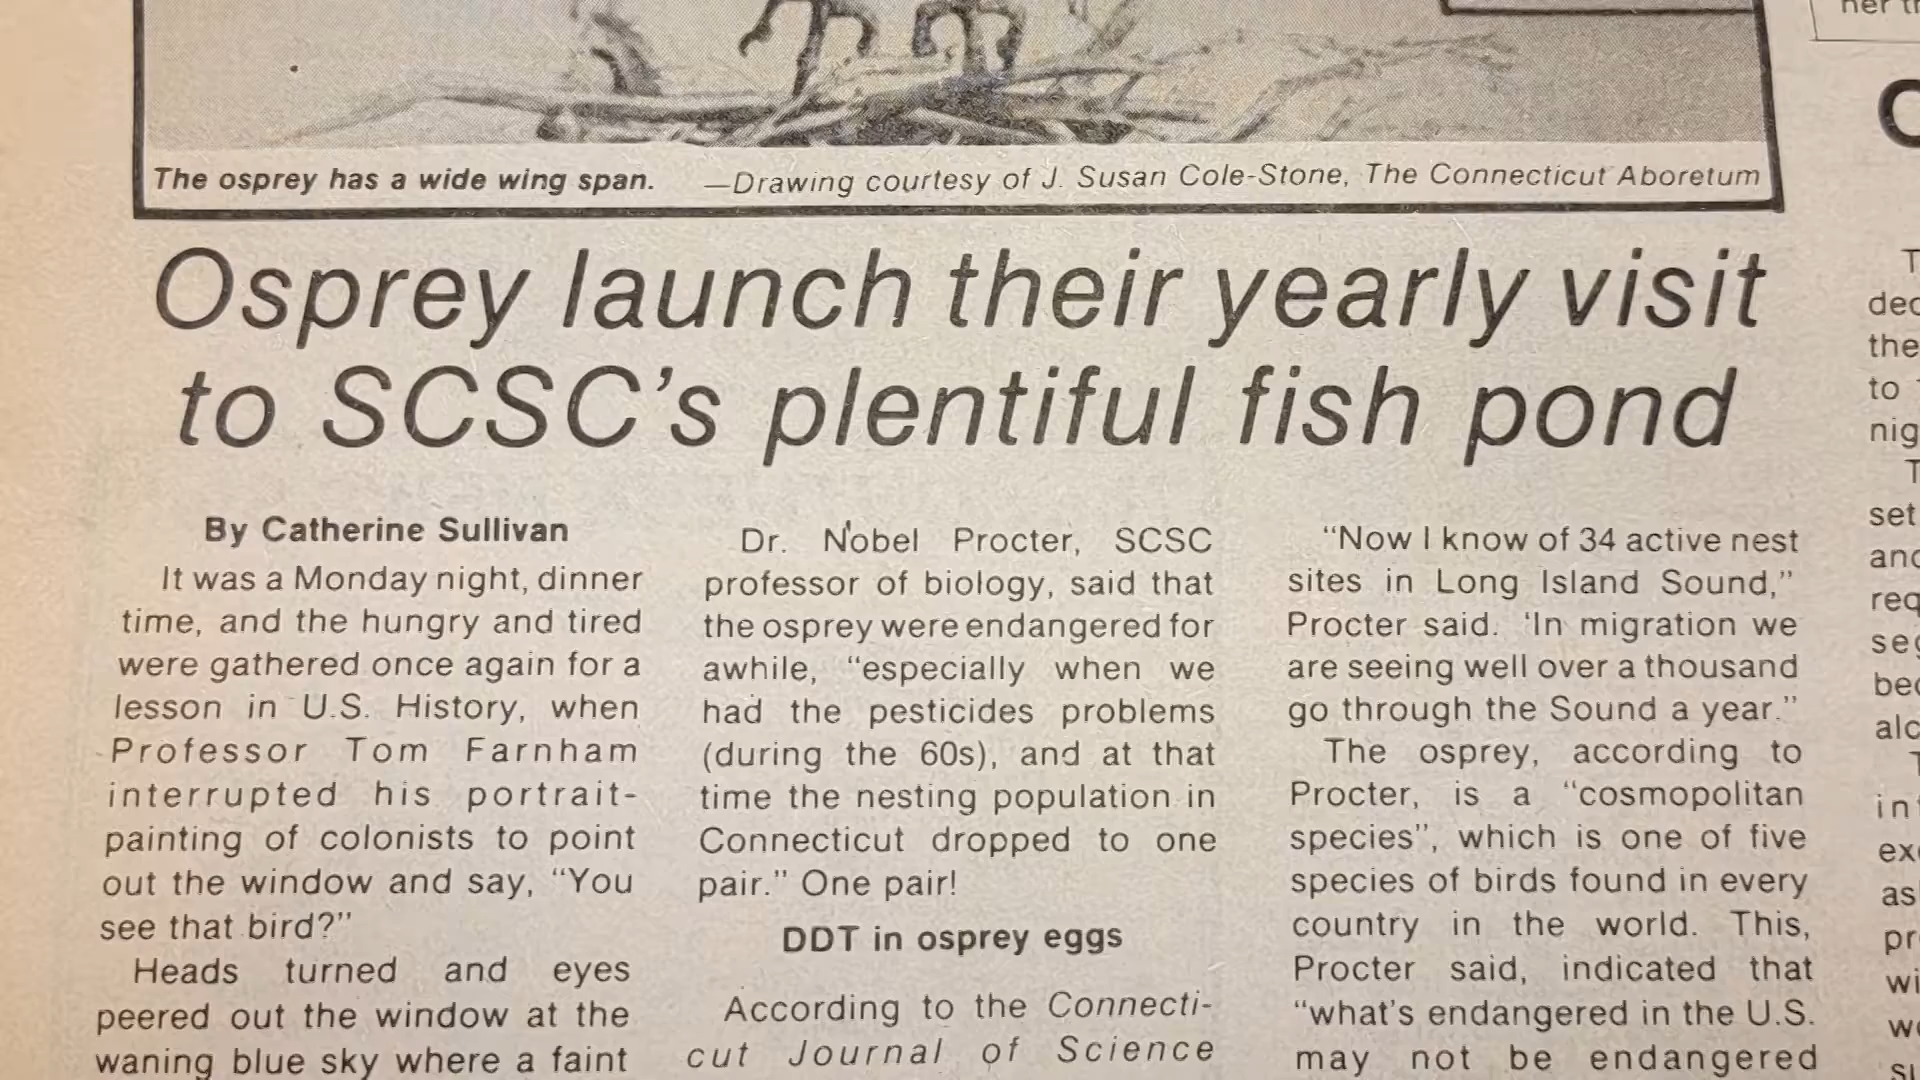 The osprey has a wide wing span. —Drawing courtesy of J. Susan Cole-Stone, The Connecticut Aboretum
Osprey launch their yearly visit
to SCSC's plentiful fish pond
By Catherine Sullivan
It was a Monday night, dinner
time, and the hungry and tired
were gathered once again for a
lesson in U.S. History, when
Professor Tom Farnham
interrupted his portrait-
painting of colonists to point
out the window and say, “You
see that bird?”
Heads turned and eyes
peered out the window at the
waning blue sky where a faint
Dr. Nobel Procter, SCSC
professor of biology, said that
the osprey were endangered for
awhile, “especially when we
had the pesticides problems
(during the 60s), and at that
time the nesting population in
Connecticut dropped to one
pair.” One pair!
DDT in osprey eggs
According to the Connecti-
cut Journal of Science
“Now I know of 34 active nest
sites in Long Island Sound,”
Procter said. ‘In migration we
are seeing well over a thousand
go through the Sound a year.”
The osprey, according to
Procter, is a “cosmopolitan
species”, which is one of five
species of birds found in every
country in the world. This,
Procter said, indicated that
“what's endangered in the U.S.
may not be endangered
the
to
set
as